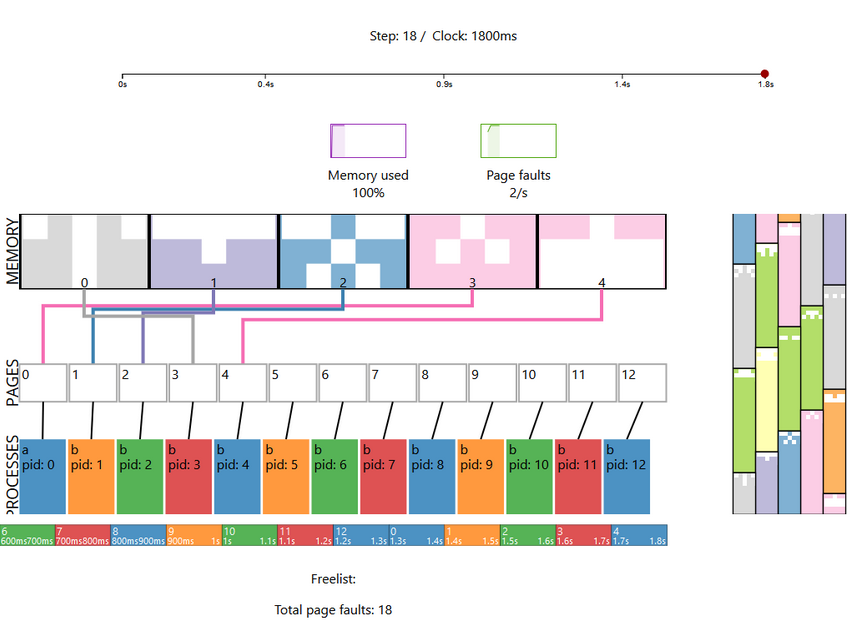 Step: 18 / Clock: 1800ms
0s 0.4s 0.9s 1.4s 1.8s
Memory used
100%
Page faults
2/s
MEMORY
0 1 2 3 4
PAGES
0 1 2 3 4 5 6 7 8 9 10 11 12
PROCESSES
a b b b b b b b b b b b b
pid: 0 pid: 1 pid: 2 pid: 3 pid: 4 pid: 5 pid: 6 pid: 7 pid: 8 pid: 9 pid: 10 pid: 11 pid: 12
6 7 8 9 10 11 12 0 1 2 3 4
600ms 700ms 700ms 800ms 800ms 900ms 900ms 1s 1s 1.1s 1.1s 1.2s 1.2s 1.3s 1.3s 1.4s 1.4s 1.5s 1.5s 1.6s 1.6s 1.7s 1.7s 1.8s
Freelist:
Total page faults: 18